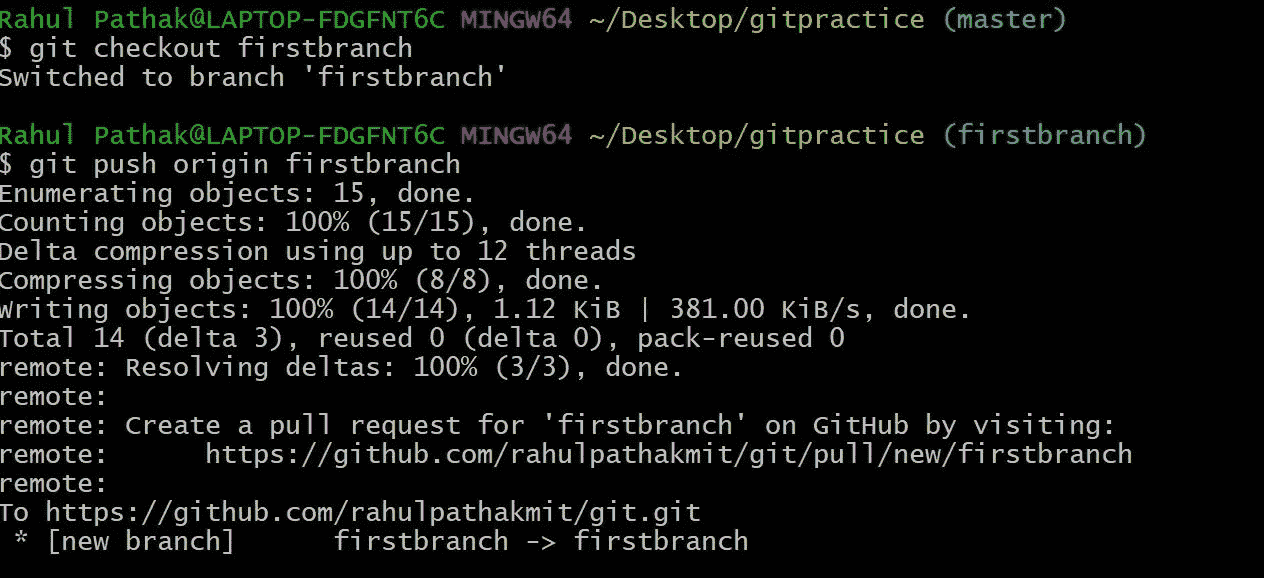 Rahul Pathak@LAPTOP-FDGFNT6C MINGW64 ~/Desktop/gitpractice (master)
$ git checkout firstbranch
Switched to branch 'firstbranch'
Rahul Pathak@LAPTOP-FDGFNT6C MINGW64 ~/Desktop/gitpractice (firstbranch)
$ git push origin firstbranch
Enumerating objects: 15, done.
Counting objects: 100% (15/15), done.
Delta compression using up to 12 threads
Compressing objects: 100% (8/8), done.
Writing objects: 100% (14/14), 1.12 KiB | 381.00 KiB/s, done.
Total 14 (delta 3), reused 0 (delta 0), pack-reused 0
remote: Resolving deltas: 100% (3/3), done.
remote:
remote: Create a pull request for 'firstbranch' on GitHub by visiting:
remote:      https://github.com/rahulpathakmit/git/pull/new/firstbranch
remote:
To https://github.com/rahulpathakmit/git.git
 * [new branch]      firstbranch -> firstbranch